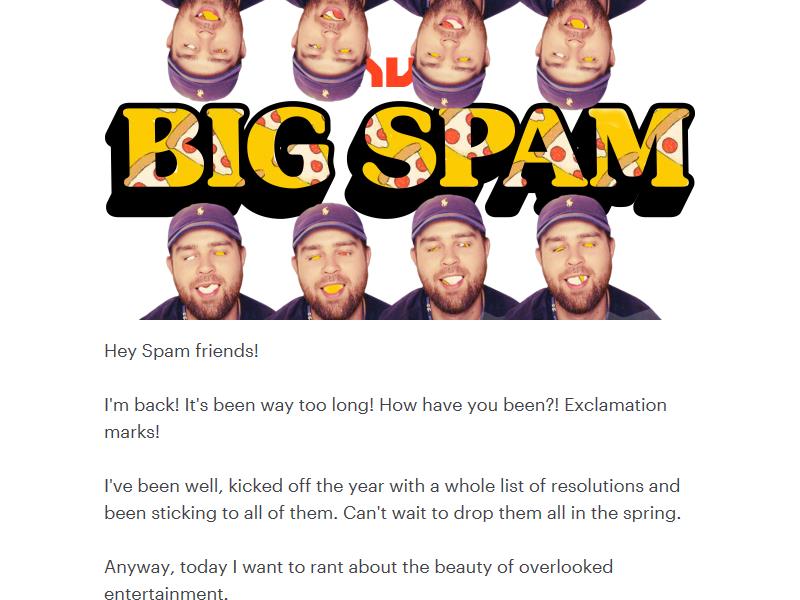 BIG SPAM
Hey Spam friends!
I'm back! It's been way too long! How have you been?! Exclamation
marks!
I've been well, kicked off the year with a whole list of resolutions and
been sticking to all of them. Can't wait to drop them all in the spring.
Anyway, today I want to rant about the beauty of overlooked
entertainment.